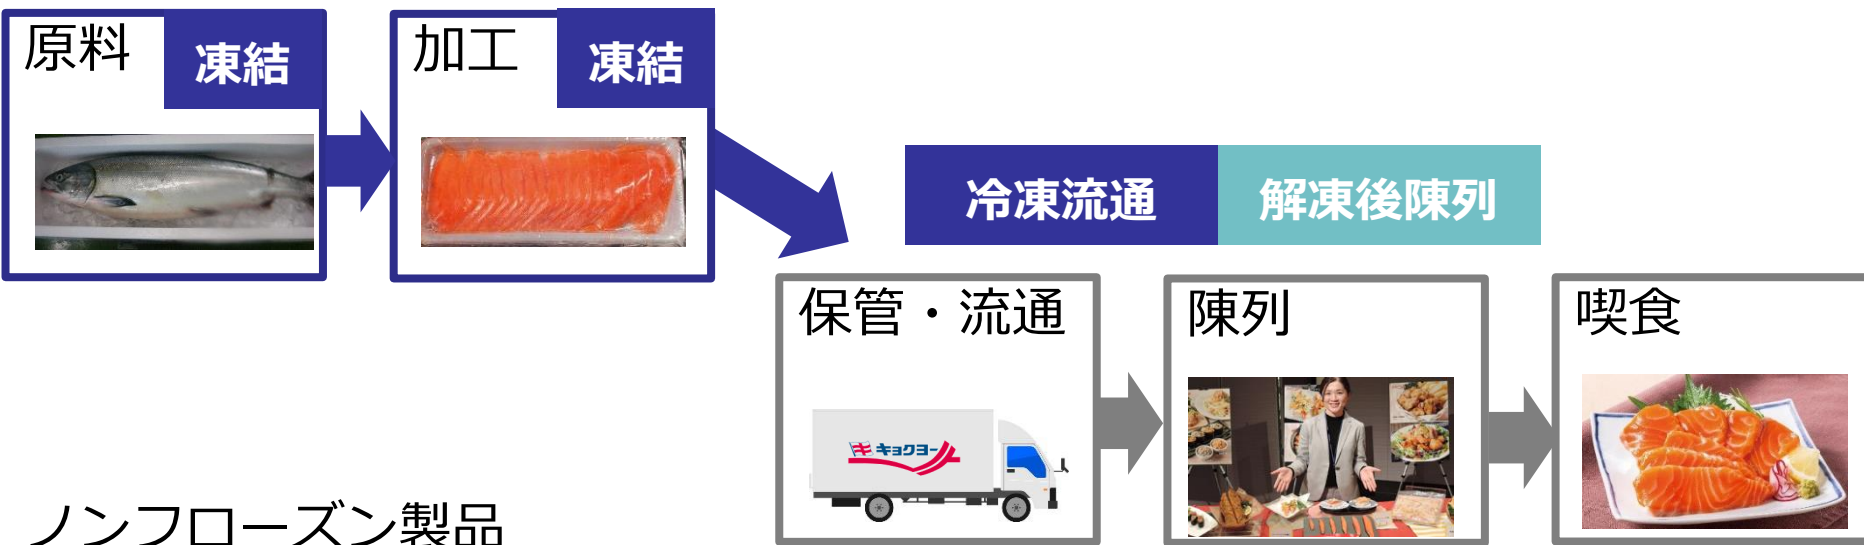 原料
凍結
加工
凍結
冷凍流通
解凍後陳列
保管・流通
陳列
喫食
キョクヨー
ノンフローズン製品